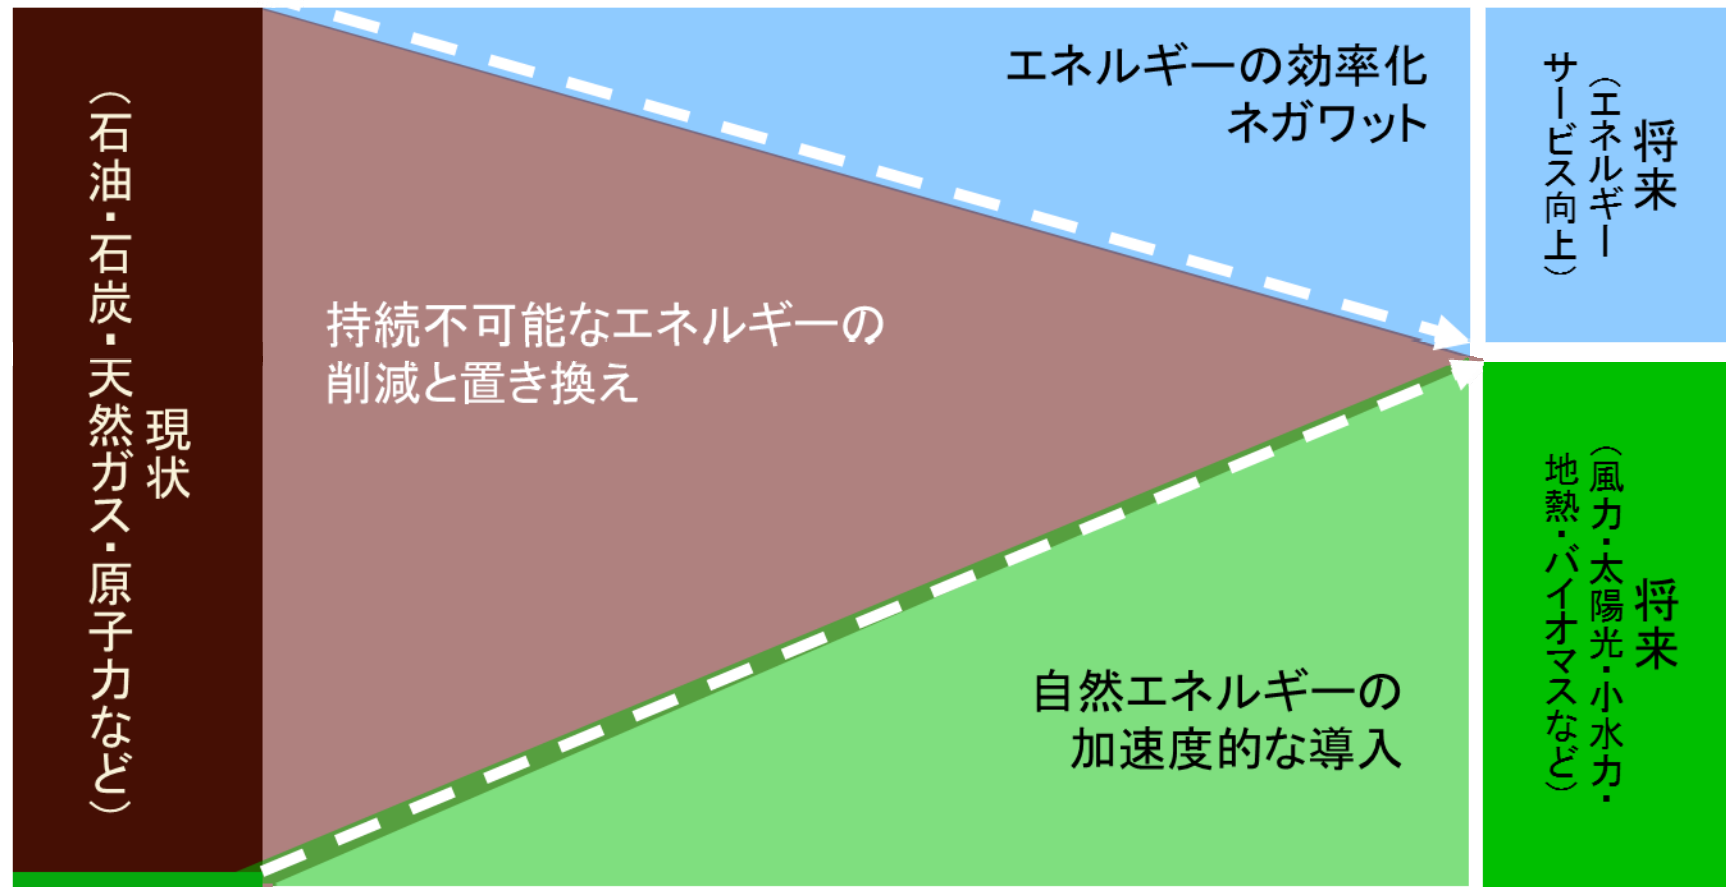 現状
（石油・石炭・天然ガス・原子力など）
持続不可能なエネルギーの
削減と置き換え
エネルギーの効率化
ネガワット
自然エネルギーの
加速度的な導入
将来
（エネルギー
サービス向上）
将来
（風力・太陽光・小水力・
地熱・バイオマスなど）